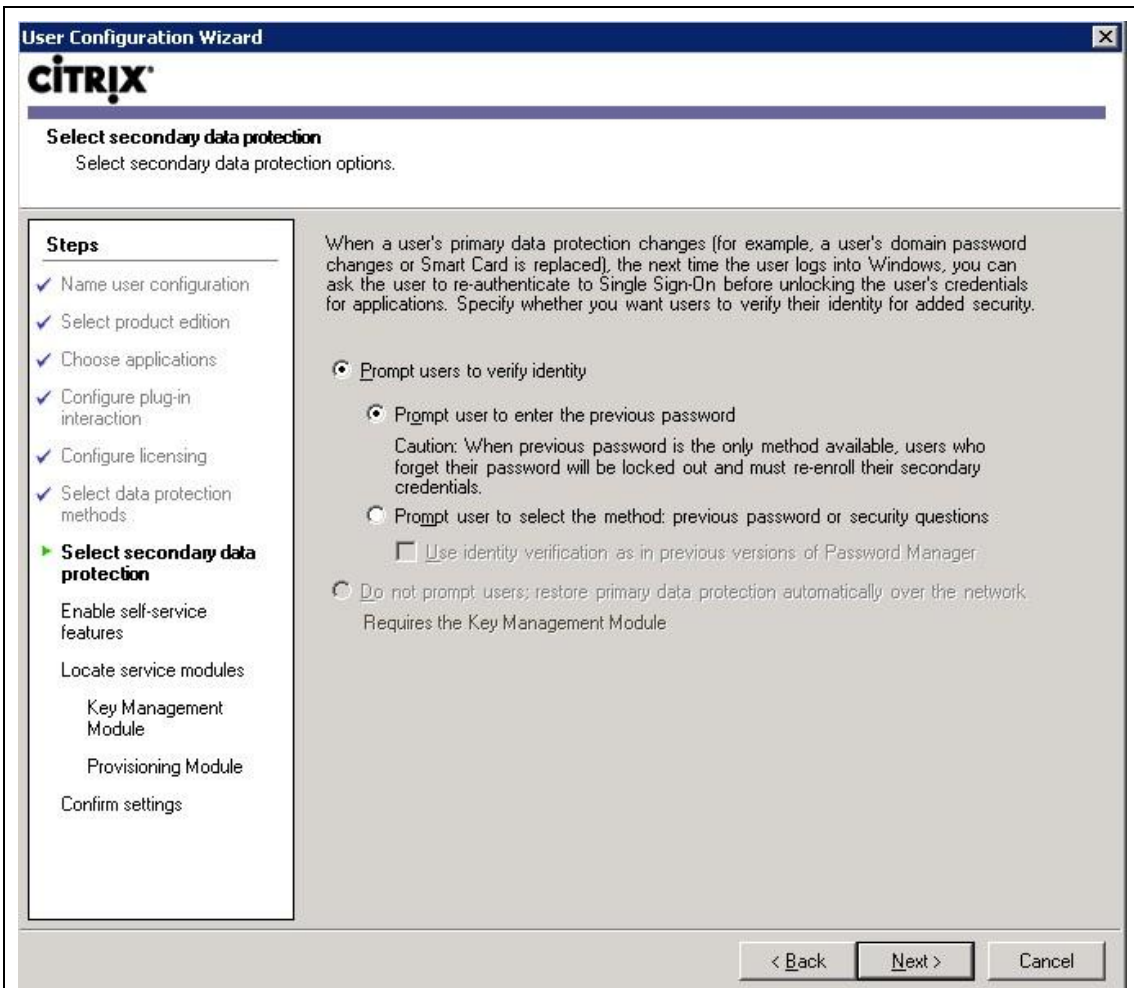 User Configuration Wizard
CİTRIX
Select secondary data protection
Select secondary data protection options.
Steps
Name user configuration
Select product edition
Choose applications
Configure plug-in
interaction
Configure licensing
Select data protection
methods
Select secondary data
protection
Enable self-service
features
Locate service modules
Key Management
Module
Provisioning Module
Confirm settings
When a user's primary data protection changes (for example, a user's domain password
changes or Smart Card is replaced), the next time the user logs into Windows, you can
ask the user to re-authenticate to Single Sign-On before unlocking the user's credentials
for applications. Specify whether you want users to verify their identity for added security.
Prompt users to verify identity
Prompt user to enter the previous password
Caution: When previous password is the only method available, users who
forget their password will be locked out and must re-enroll their secondary
credentials.
Prompt user to select the method: previous password or security questions
Use identity verification as in previous versions of Password Manager
Do not prompt users; restore primary data protection automatically over the network
Requires the Key Management Module
< Back
Next >
Cancel